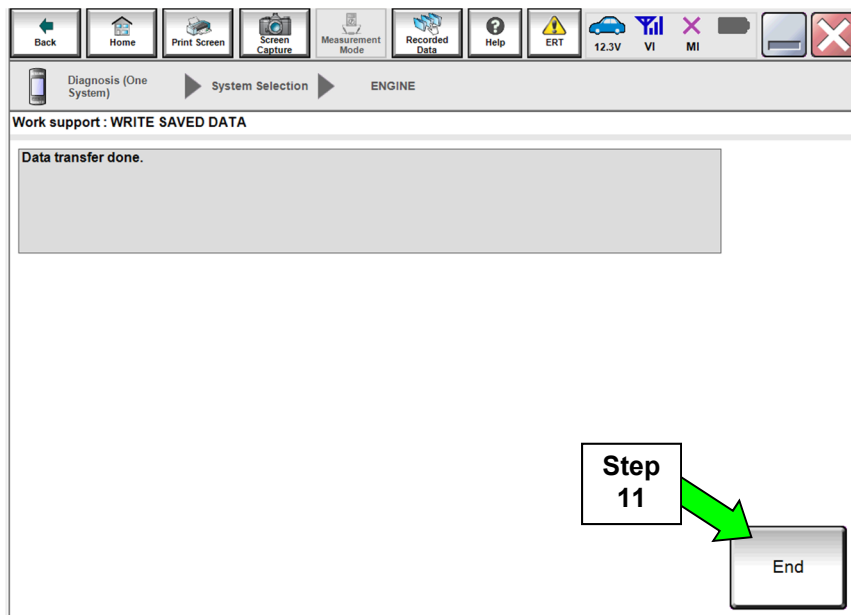 Back
Home
Print Screen
Screen
Capture
Measurement
Mode
Recorded
Data
Help
ERT
12.3V
VI
MI
Diagnosis (One
System)
System Selection
ENGINE
Work support : WRITE SAVED DATA
Data transfer done.
Step
11
End